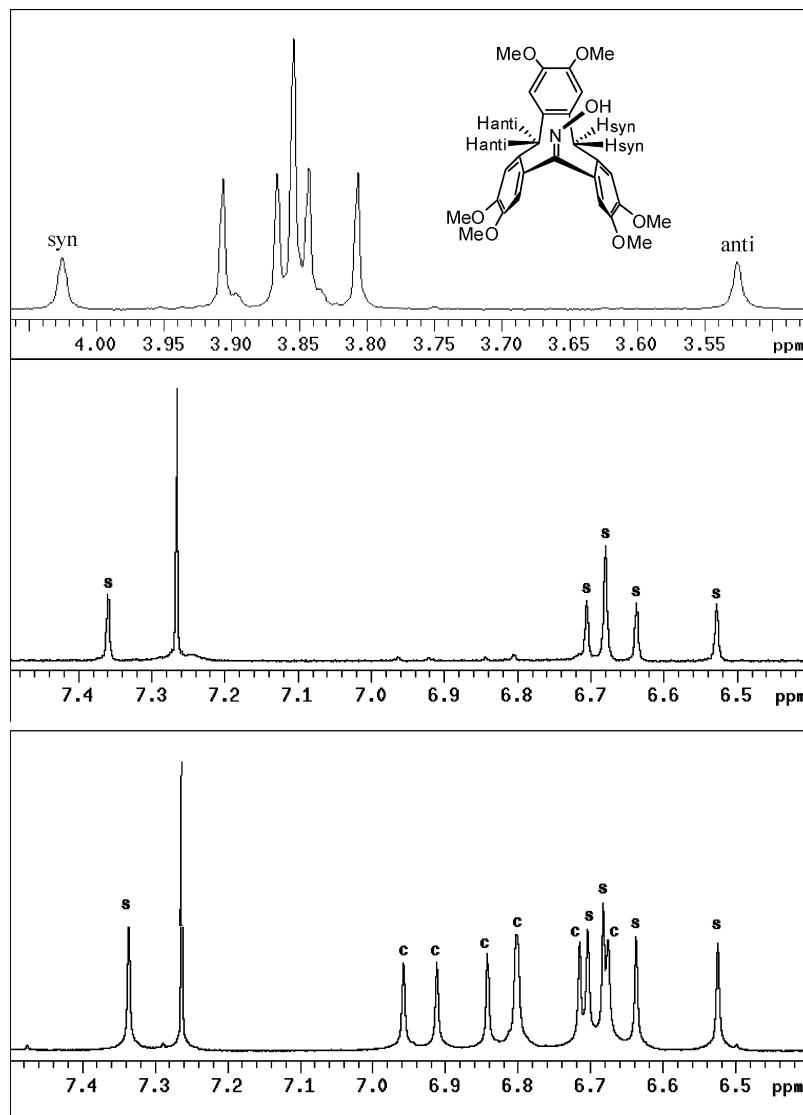 MeO OMe
OH
Hanti N Hsyn
Hanti Hsyn
MeO OMe
MeO OMe
syn anti
4.00 3.95 3.90 3.85 3.80 3.75 3.70 3.65 3.60 3.55 ppm
s s s s s
7.4 7.3 7.2 7.1 7.0 6.9 6.8 6.7 6.6 6.5 ppm
s c c c c c s s c s s
7.4 7.3 7.2 7.1 7.0 6.9 6.8 6.7 6.6 6.5 ppm